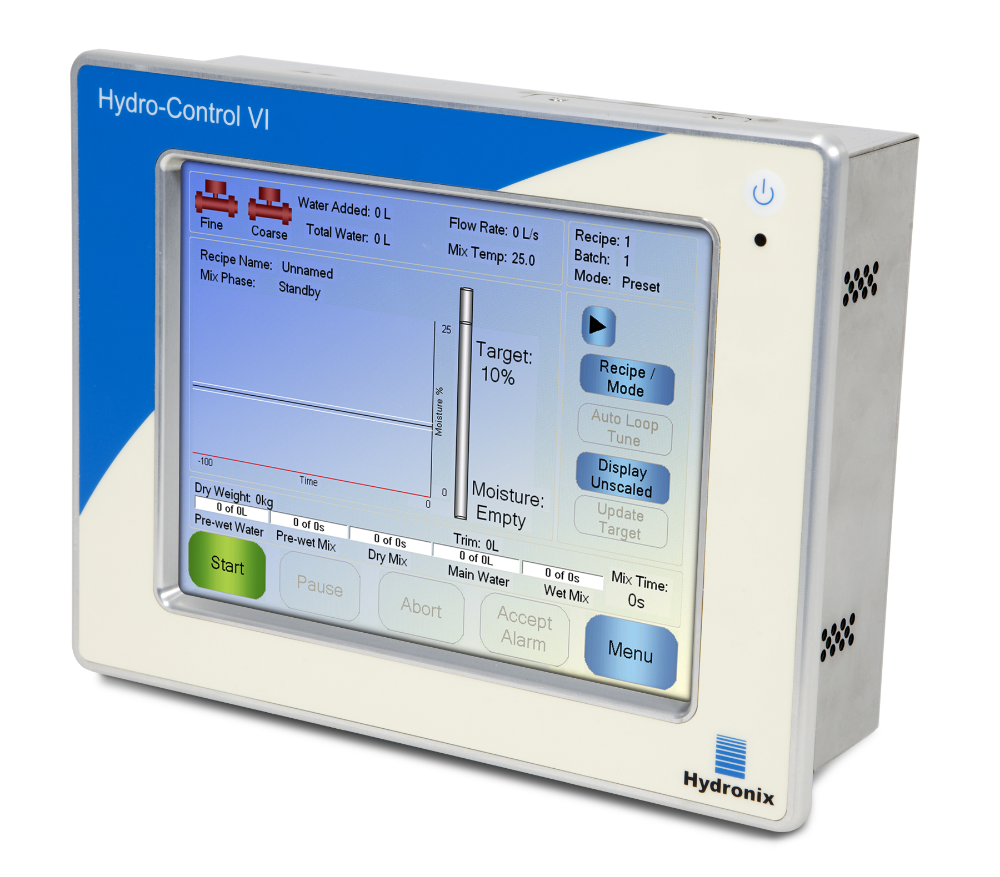 Hydro-Control VI
Fine
Coarse
Water Added: 0 L
Total Water: 0 L
Flow Rate: 0 L/s
Mix Temp: 25.0
Recipe: 1
Batch: 1
Mode: Preset
Recipe Name: Unnamed
Mix Phase: Standby
25
Moisture %
0
-100
Time
0
Target:
10%
Moisture:
Empty
Recipe /
Mode
Auto Loop
Tune
Display
Unscaled
Update
Target
Dry Weight: 0kg
0 of 0L
Pre-wet Water
0 of 0s
Pre-wet Mix
0 of 0s
Dry Mix
Trim: 0L
0 of 0L
Main Water
0 of 0s
Wet Mix
Mix Time:
0s
Start
Pause
Abort
Accept
Alarm
Menu
Hydronix